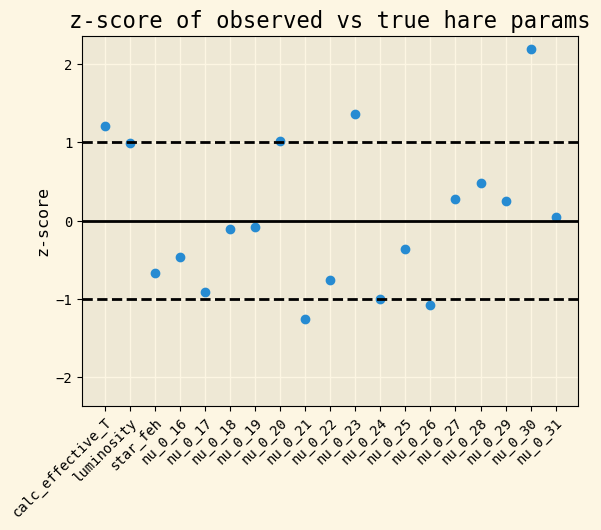 z-score of observed vs true hare params
z-score
2
1
0
−1
−2
calc_effective_T
luminosity
star_feh
nu_0_16
nu_0_17
nu_0_18
nu_0_19
nu_0_20
nu_0_21
nu_0_22
nu_0_23
nu_0_24
nu_0_25
nu_0_26
nu_0_27
nu_0_28
nu_0_29
nu_0_30
nu_0_31